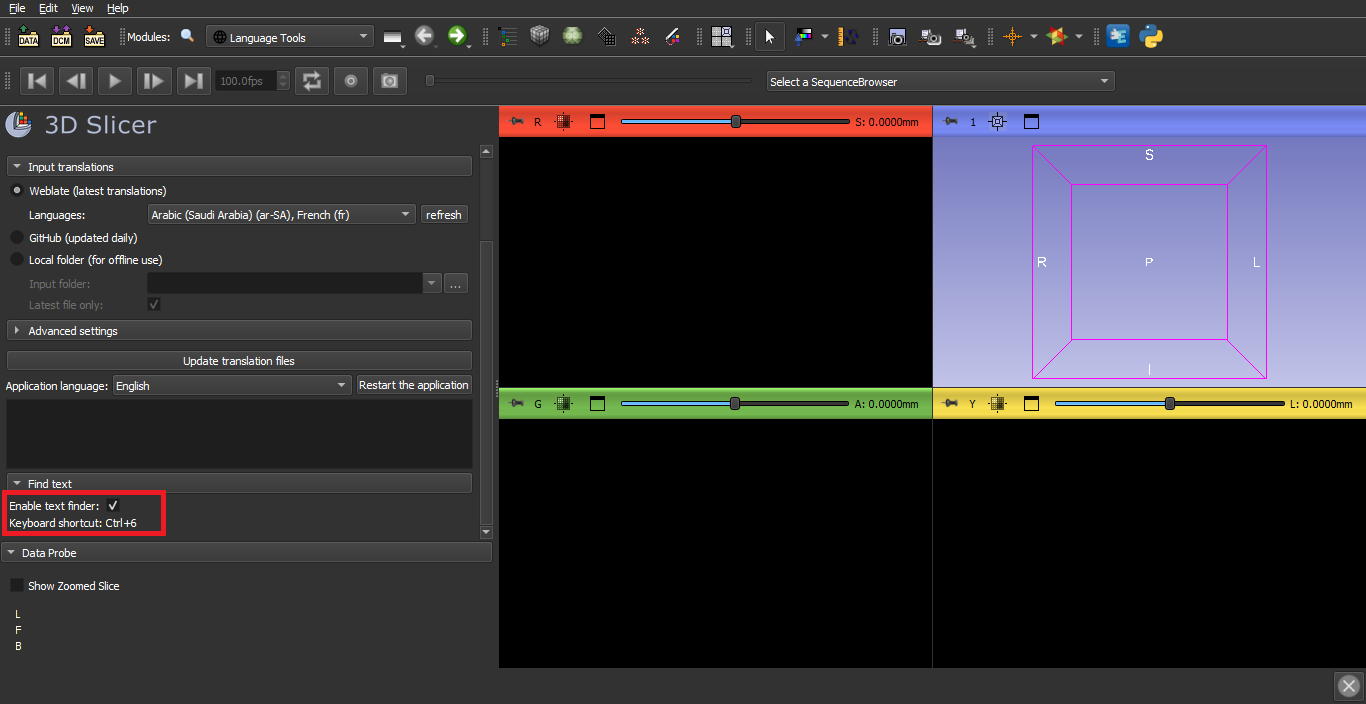 File Edit View Help
DATA DCM SAVE Modules: Language Tools
100.0fps Select a SequenceBrowser
3D Slicer
Input translations
Weblate (latest translations)
Languages: Arabic (Saudi Arabia) (ar-SA), French (fr) refresh
GitHub (updated daily)
Local folder (for offline use)
Input folder: ...
Latest file only:
Advanced settings
Update translation files
Application language: English Restart the application
Find text
Enable text finder:
Keyboard shortcut: Ctrl+6
Data Probe
Show Zoomed Slice
L
F
B
R S: 0.0000mm
1
S
R P L
I
G A: 0.0000mm
Y L: 0.0000mm